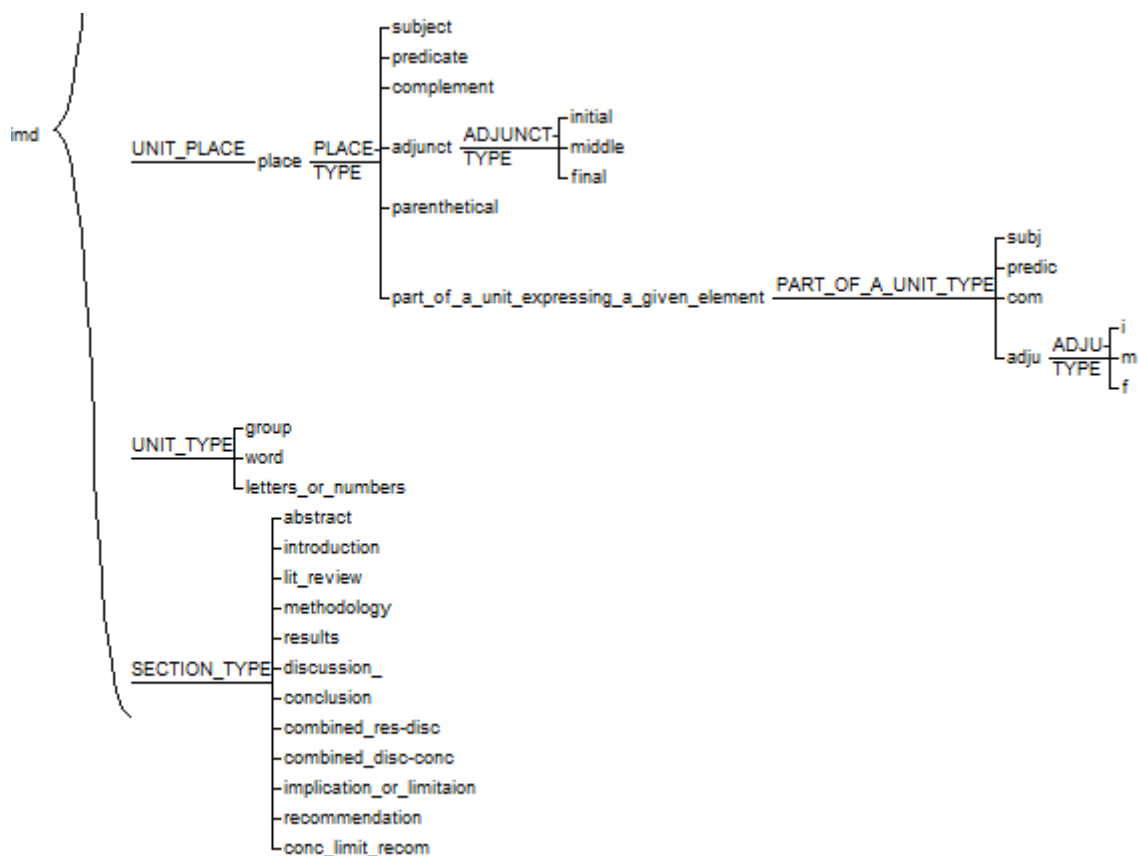 imd
UNIT_PLACE
place
PLACE-
TYPE
subject
predicate
complement
adjunct
ADJUNCT-
TYPE
initial
middle
final
parenthetical
part_of_a_unit_expressing_a_given_element
PART_OF_A_UNIT_TYPE
subj
predic
com
adju
ADJU-
TYPE
i
m
f
UNIT_TYPE
group
word
letters_or_numbers
SECTION_TYPE
abstract
introduction
lit_review
methodology
results
discussion_
conclusion
combined_res-disc
combined_disc-conc
implication_or_limitaion
recommendation
conc_limit_recom